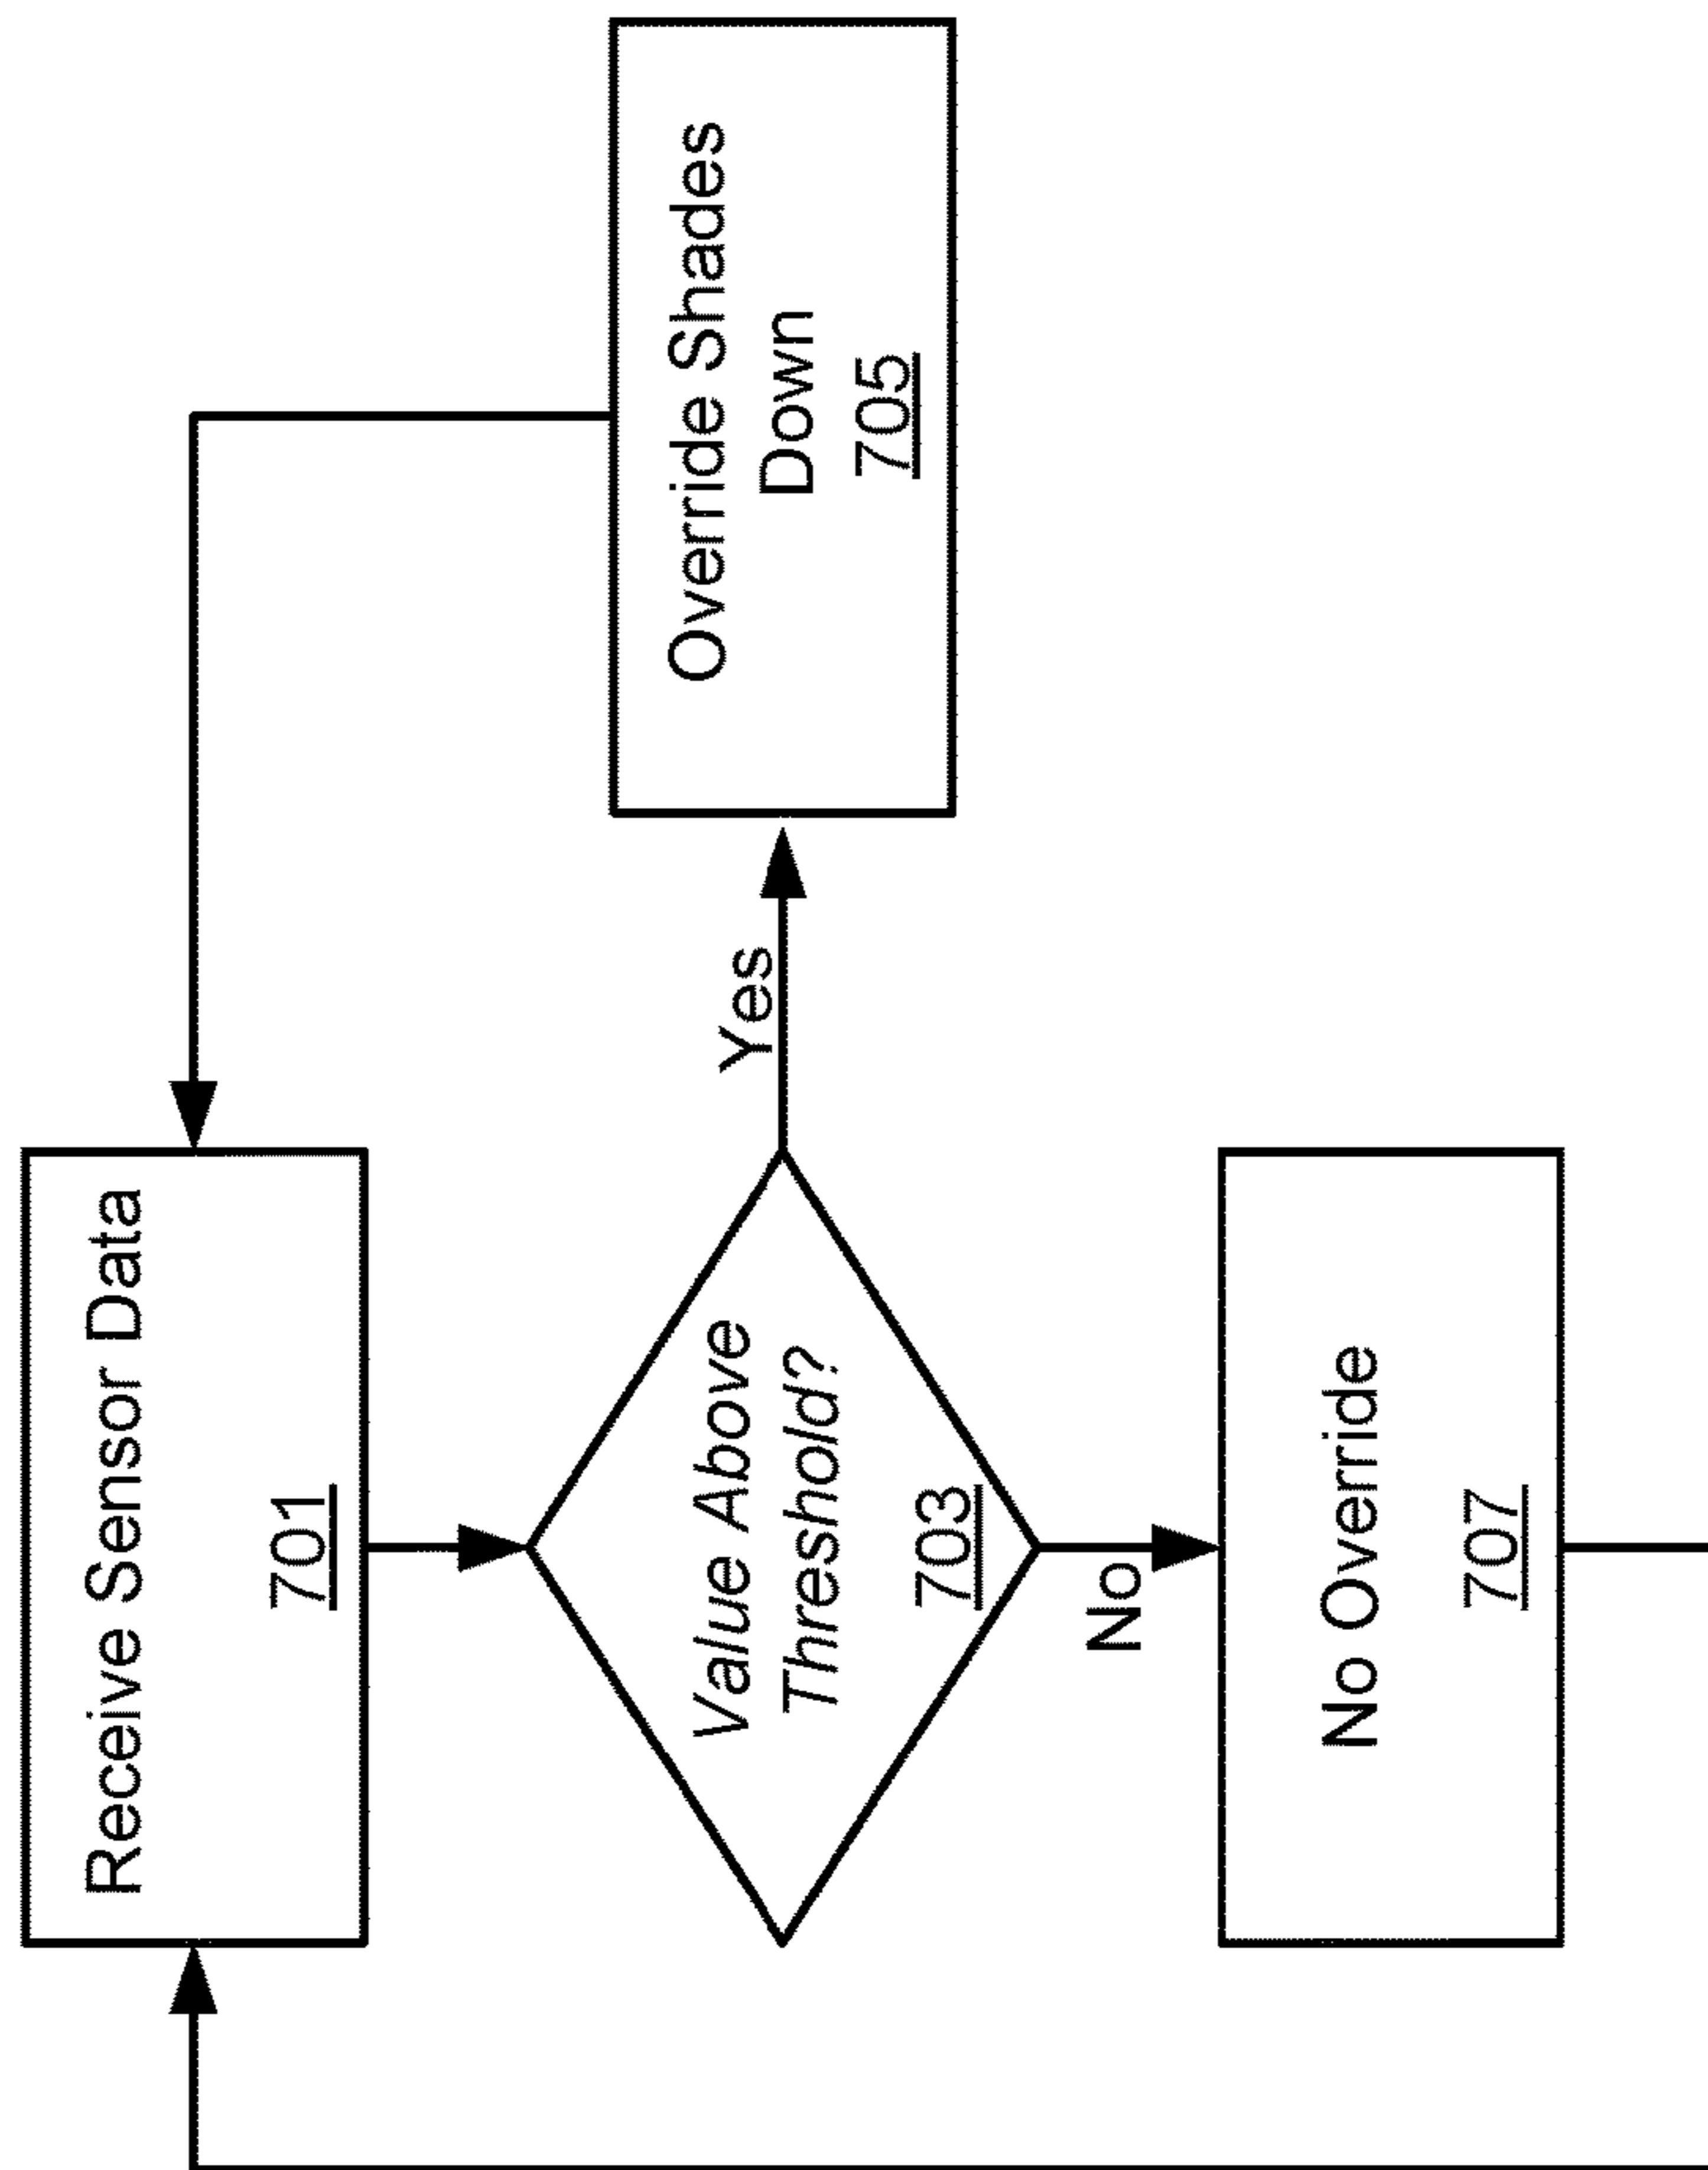 Receive Sensor Data
701
Value Above
Threshold?
703
Yes
Override Shades
Down
705
No
No Override
707